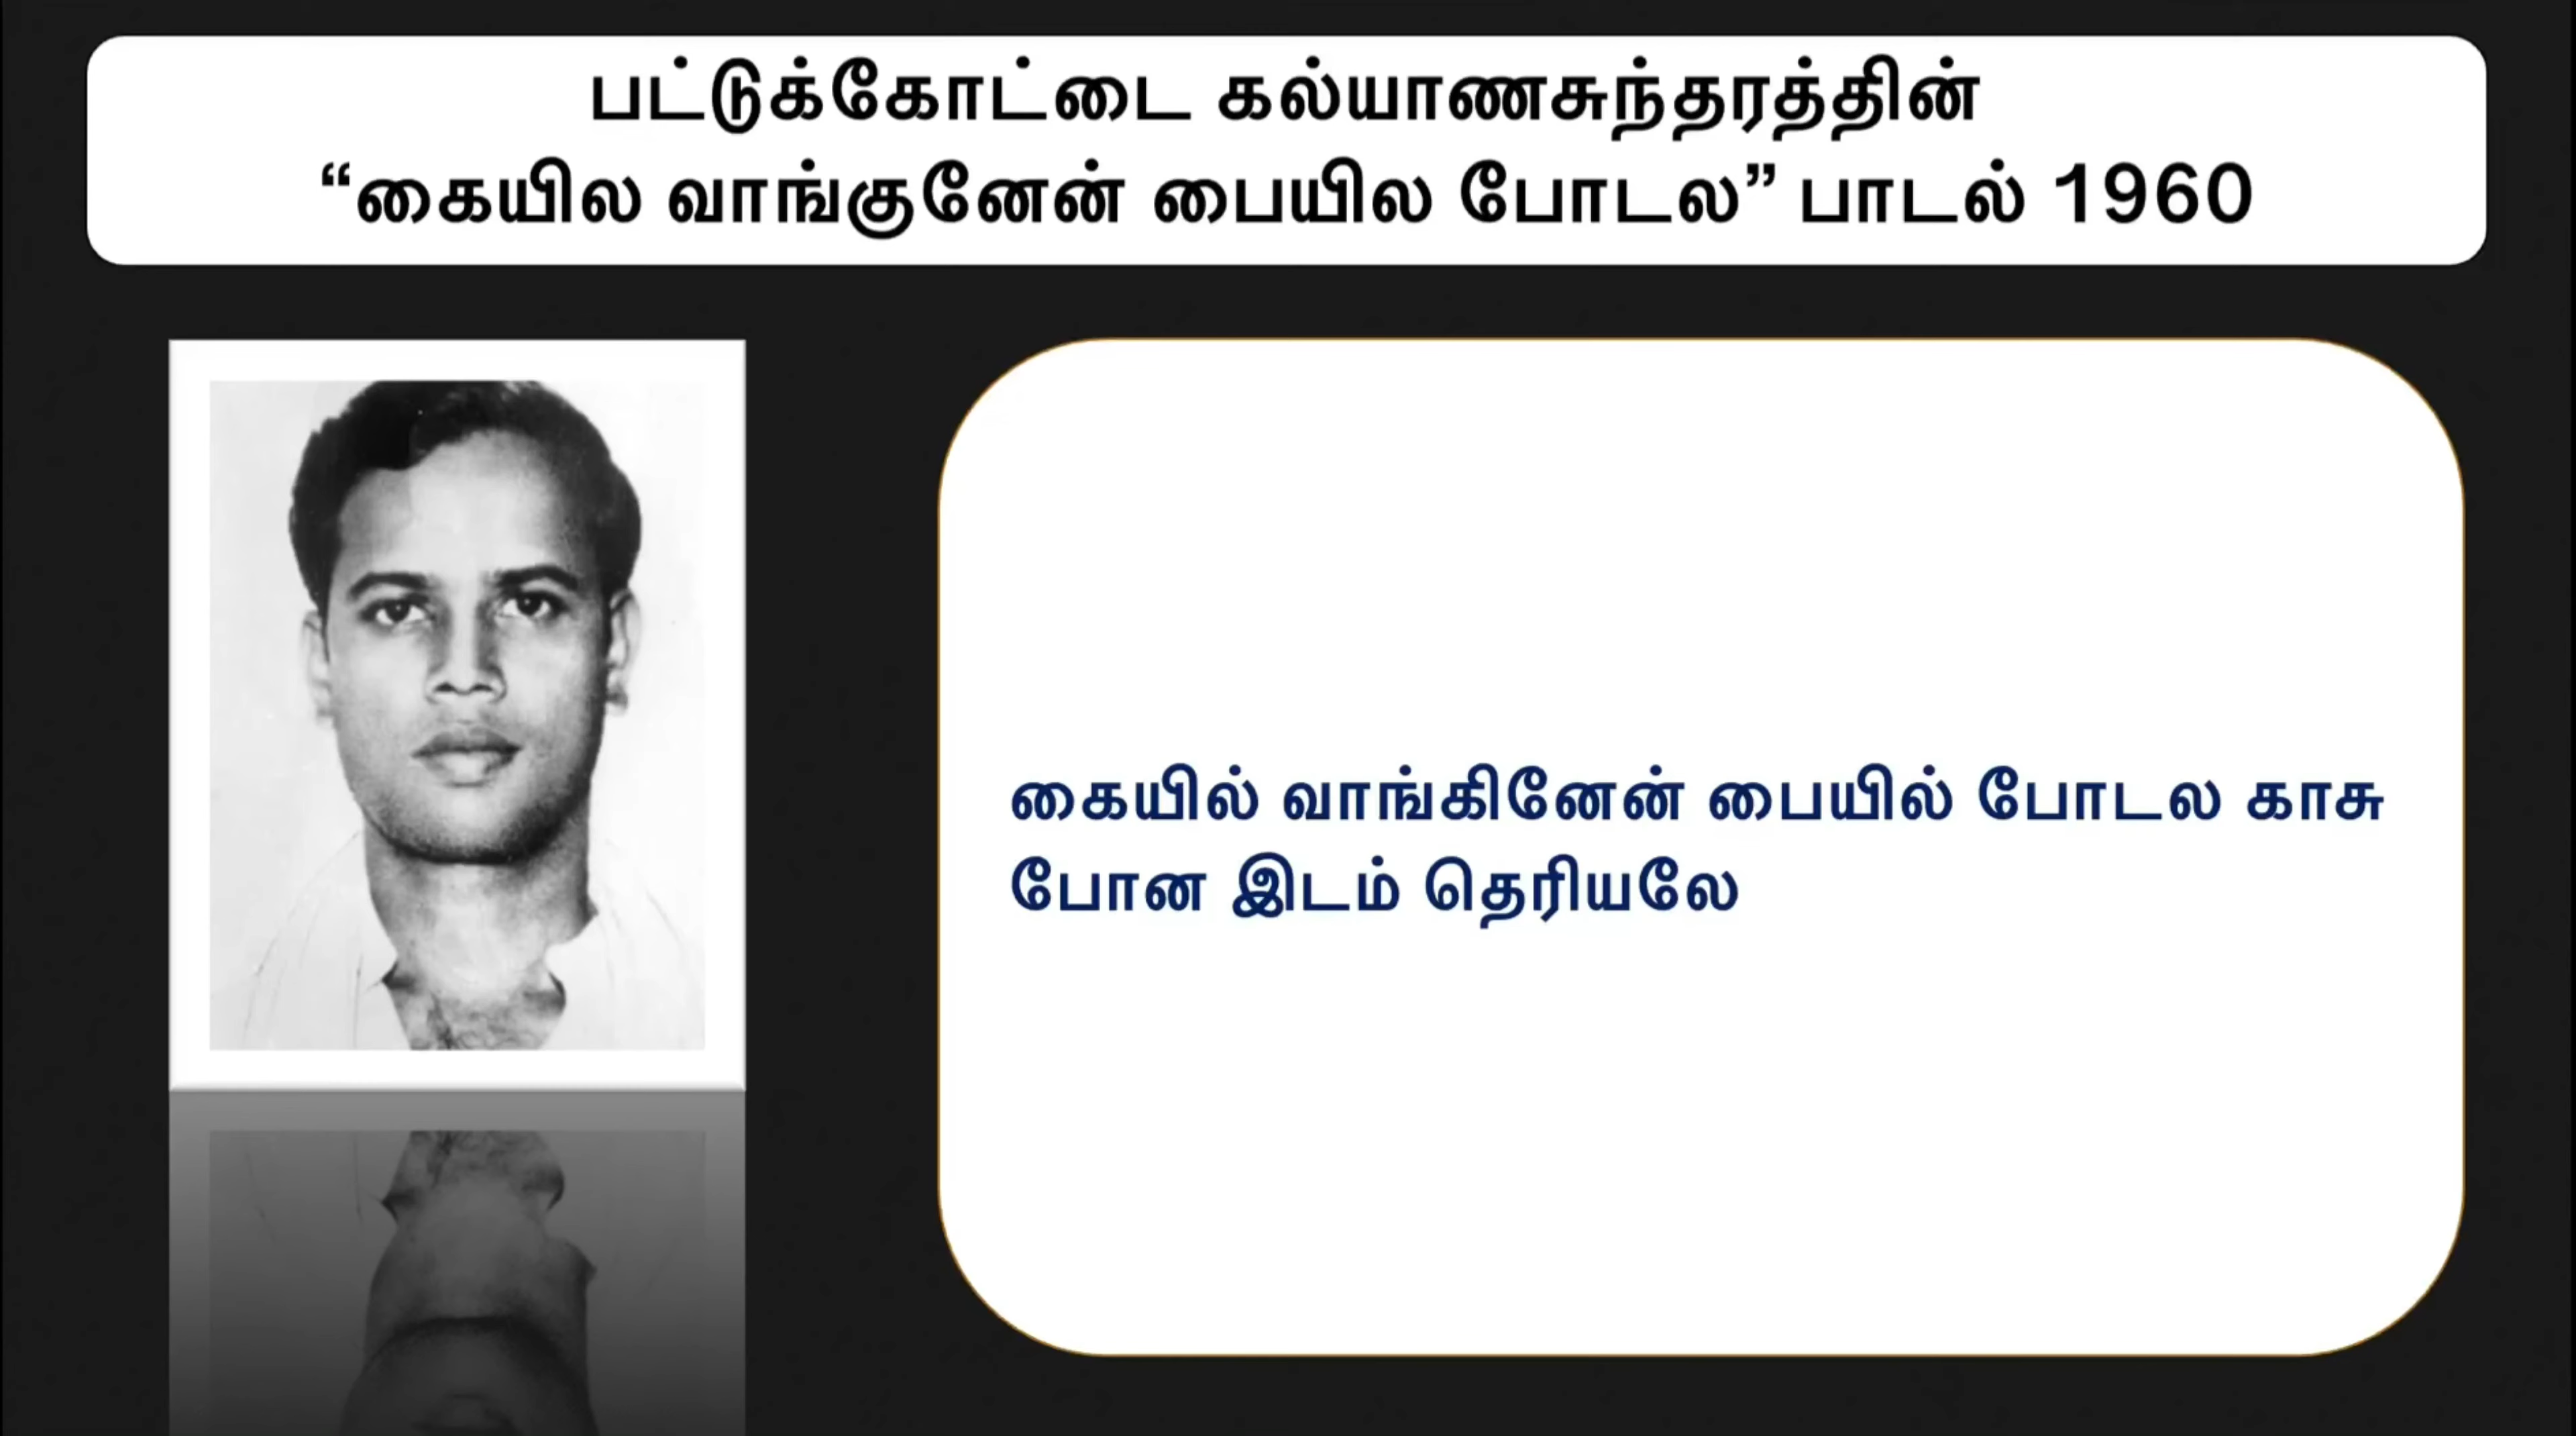 பட்டுக்கோட்டை கல்யாணசுந்தரத்தின்
“கையில வாங்குனேன் பையில போடல” பாடல் 1960
கையில் வாங்கினேன் பையில் போடல காசு
போன இடம் தெரியலே